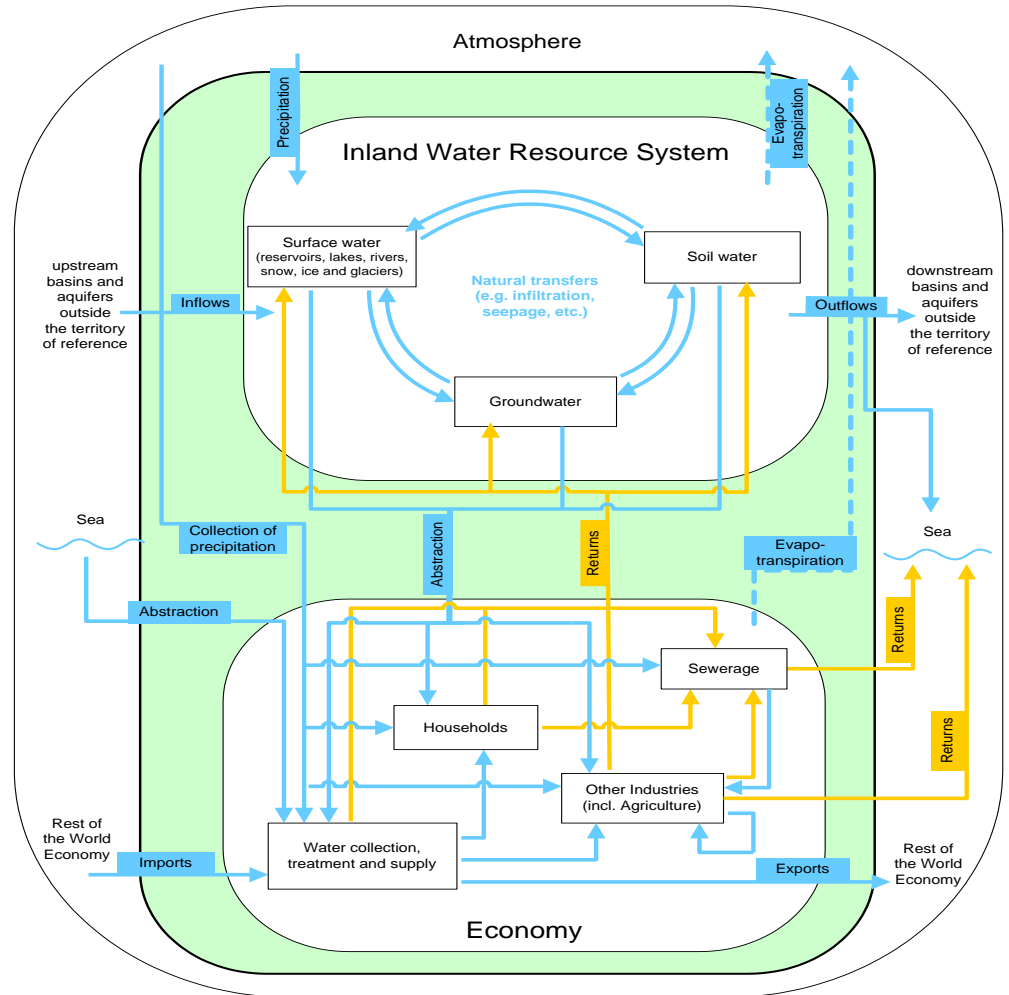 Atmosphere
Precipitation
Evapo-
transpiration
Inland Water Resource System
Surface water
(reservoirs, lakes, rivers,
snow, ice and glaciers)
Soil water
Natural transfers
(e.g. infiltration,
seepage, etc.)
upstream
basins and
aquifers
outside
the territory
of reference
Inflows
Outflows
downstream
basins and
aquifers
outside
the territory
of reference
Groundwater
Sea
Collection of
precipitation
Abstraction
Returns
Evapo-
transpiration
Sea
Abstraction
Sewerage
Returns
Households
Returns
Other Industries
(incl. Agriculture)
Rest of
the World
Economy
Imports
Water collection,
treatment and supply
Exports
Rest of
the World
Economy
Economy